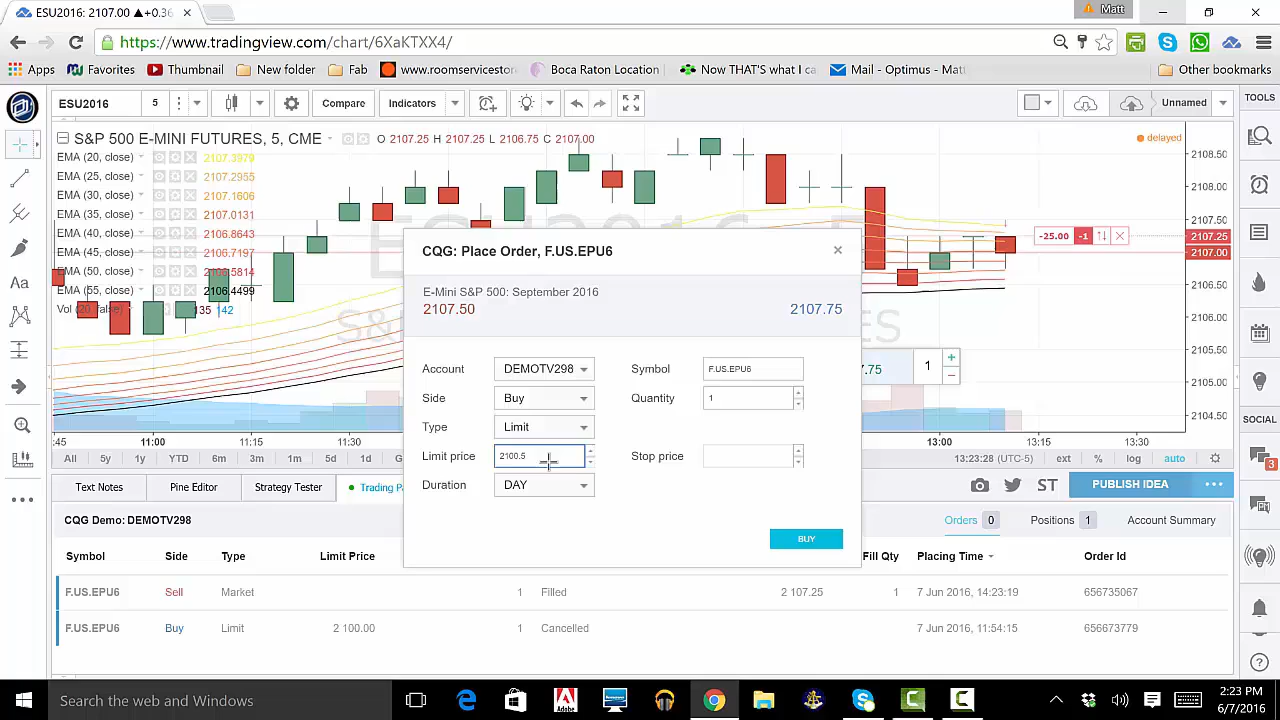 ESU2016: 2107.00 ▲+0.36
Matt
https://www.tradingview.com/chart/6XaKTXX4/
Apps
Favorites
Thumbnail
New folder
Fab
www.roomservicestor
Boca Raton Location
Now THAT'S what I ca
Mail - Optimus - Matt
Other bookmarks
ESU2016
5
Compare
Indicators
Unnamed
TOOLS
S&P 500 E-MINI FUTURES, 5, CME
O 2107.25 H 2107.25 L 2106.75 C 2107.00
delayed
EMA (20, close) 2107.3979
EMA (25, close) 2107.2955
EMA (30, close) 2107.1606
EMA (35, close) 2107.0131
EMA (40, close) 2106.8643
EMA (45, close) 2106.7197
EMA (50, close) 2106.5814
EMA (55, close) 2106.4499
Vol (20 false) 135 142
2108.50
2108.00
2107.50
2107.25
2107.00
2106.50
2106.00
2105.50
2105.00
2104.50
-25.00 -1
.75 1
CQG: Place Order, F.US.EPU6
×
E-Mini S&P 500: September 2016
2107.50 2107.75
Account DEMOTV298
Symbol F.US.EPU6
Side Buy
Quantity 1
Type Limit
Limit price 2100.5
Stop price
Duration DAY
BUY
:45 11:00 11:15 11:30 13:00 13:15 13:30
All 5y 1y YTD 6m 3m 1m
13:23:28 (UTC-5) ext % log auto
SOCIAL
3
Text Notes
Pine Editor
Strategy Tester
Trading Pa
ST
PUBLISH IDEA
CQG Demo: DEMOTV298
Orders 0
Positions 1
Account Summary
Symbol Side Type Limit Price Fill Qty Placing Time Order Id
F.US.EPU6 Sell Market 1 Filled 2 107.25 1 7 Jun 2016, 14:23:19 656735067
F.US.EPU6 Buy Limit 2 100.00 1 Cancelled 7 Jun 2016, 11:54:15 656673779
Search the web and Windows
2:23 PM
6/7/2016